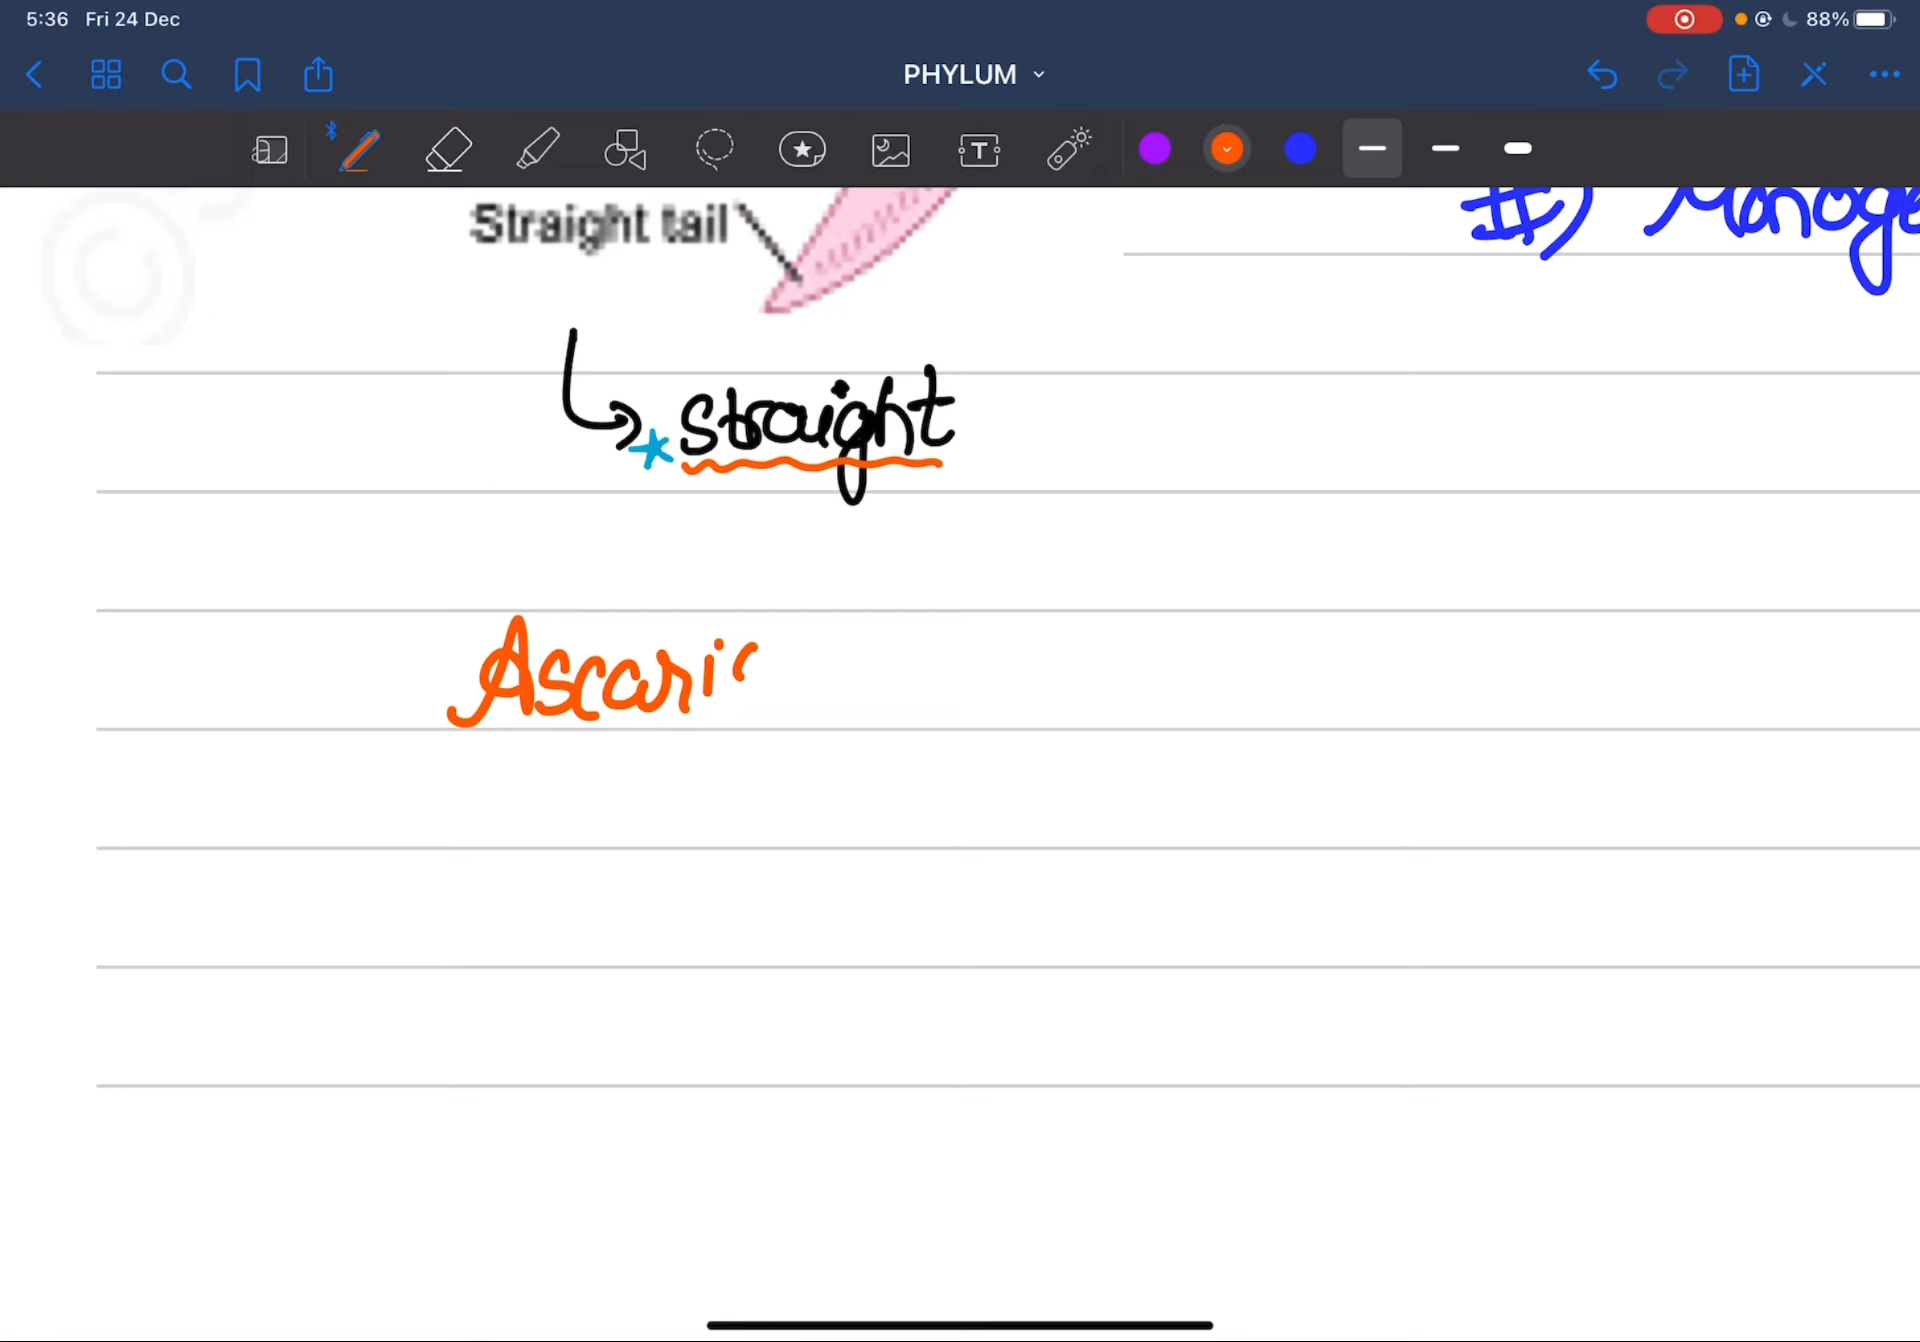 5:36 Fri 24 Dec 88%
PHYLUM
Straight tail
straight
Ascari